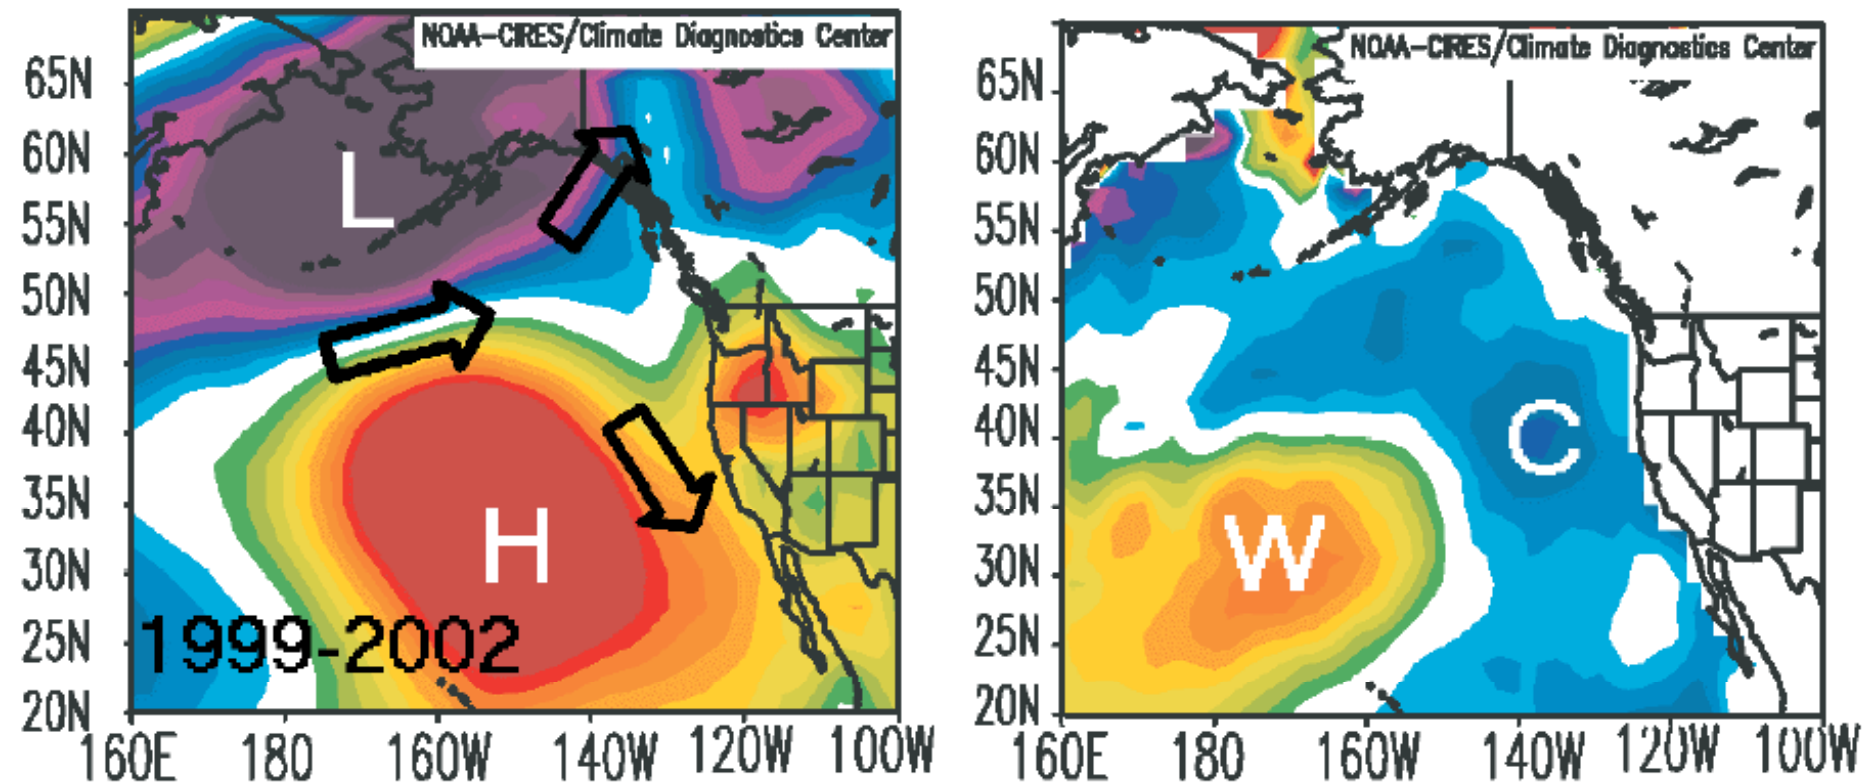 NOAA-CIRES/Climate Diagnostics Center
65N
60N
55N
50N
45N
40N
35N
30N
25N
20N
L
H
1999-2002
160E 180 160W 140W 120W 100W
NOAA-CIRES/Climate Diagnostics Center
65N
60N
55N
50N
45N
40N
35N
30N
25N
20N
C
W
160E 180 160W 140W 120W 100W